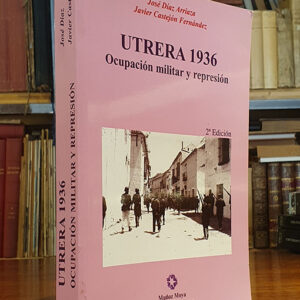 José Díaz Arriaza
Javier Castejón Fernández
UTRERA 1936
Ocupación militar y represión
2ª Edición
Muñoz Moya
José Díaz
Javier Castejón
UTRERA 1936
OCUPACIÓN MILITAR Y REPRESIÓN